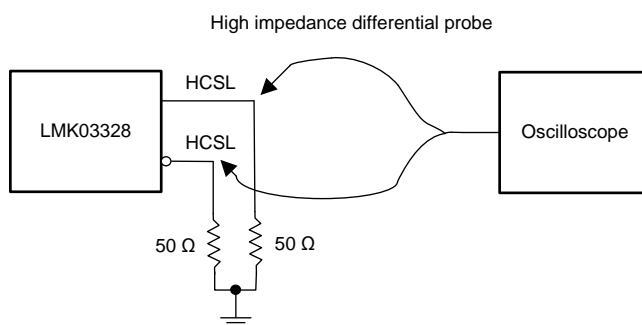 High impedance differential probe
HCSL
LMK03328
HCSL
Oscilloscope
50 Ω
50 Ω